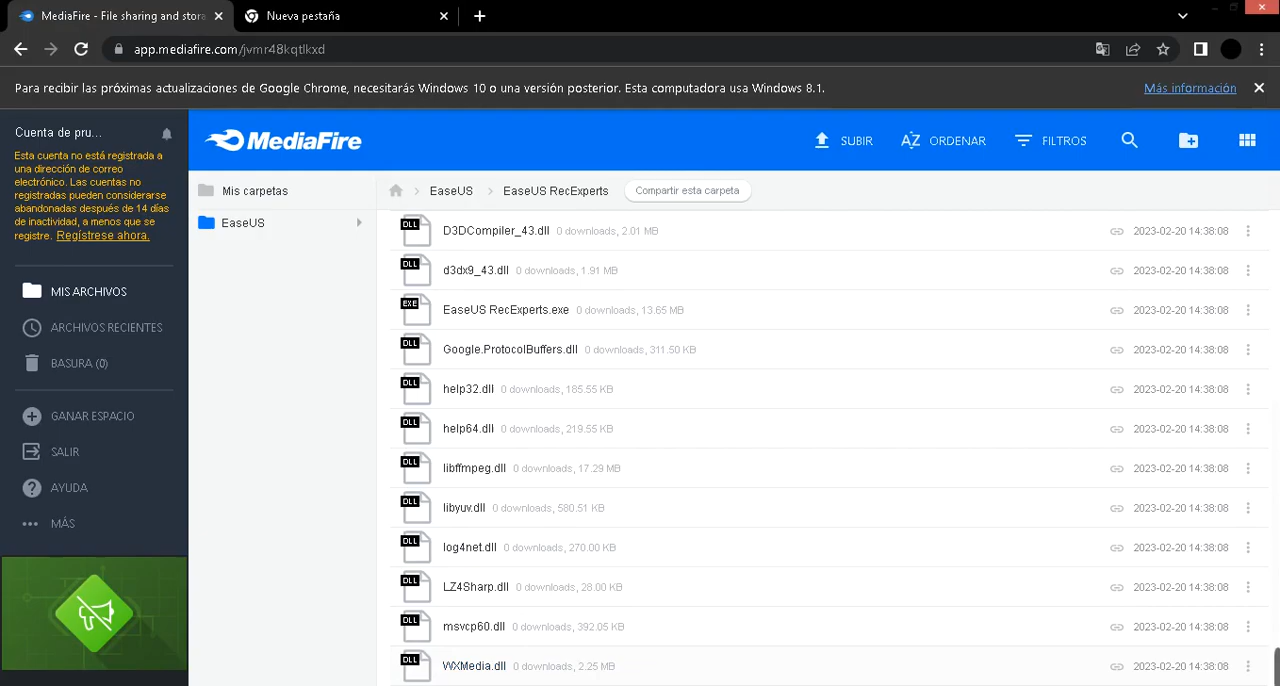 MediaFire - File sharing and stora
Nueva pestaña
app.mediafire.com/jvmr48kqtlkxd
Para recibir las próximas actualizaciones de Google Chrome, necesitarás Windows 10 o una versión posterior. Esta computadora usa Windows 8.1.
Más información
Cuenta de pru...
Esta cuenta no está registrada a
una dirección de correo
electrónico. Las cuentas no
registradas pueden considerarse
abandonadas después de 14 días
de inactividad, a menos que se
registre. Regístrese ahora.
MIS ARCHIVOS
ARCHIVOS RECIENTES
BASURA (0)
GANAR ESPACIO
SALIR
AYUDA
MÁS
MediaFire
SUBIR
AZ ORDENAR
FILTROS
Mis carpetas
EaseUS
EaseUS
EaseUS RecExperts
Compartir esta carpeta
DLL D3DCompiler_43.dll 0 downloads, 2.01 MB 2023-02-20 14:38:08
DLL d3dx9_43.dll 0 downloads, 1.91 MB 2023-02-20 14:38:08
EXE EaseUS RecExperts.exe 0 downloads, 13.65 MB 2023-02-20 14:38:08
DLL Google.ProtocolBuffers.dll 0 downloads, 311.50 KB 2023-02-20 14:38:08
DLL help32.dll 0 downloads, 185.55 KB 2023-02-20 14:38:08
DLL help64.dll 0 downloads, 219.55 KB 2023-02-20 14:38:08
DLL libffmpeg.dll 0 downloads, 17.29 MB 2023-02-20 14:38:08
DLL libyuv.dll 0 downloads, 580.51 KB 2023-02-20 14:38:08
DLL log4net.dll 0 downloads, 270.00 KB 2023-02-20 14:38:08
DLL LZ4Sharp.dll 0 downloads, 28.00 KB 2023-02-20 14:38:08
DLL msvcp60.dll 0 downloads, 392.05 KB 2023-02-20 14:38:08
DLL WXMedia.dll 0 downloads, 2.25 MB 2023-02-20 14:38:08